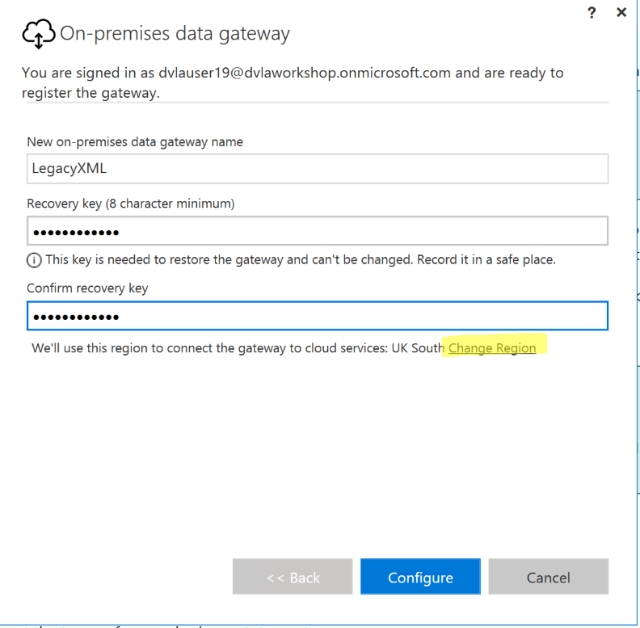 ? ×
On-premises data gateway
You are signed in as dvlauser19@dvlaworkshop.onmicrosoft.com and are ready to
register the gateway.
New on-premises data gateway name
LegacyXML
Recovery key (8 character minimum)
••••••••••••
This key is needed to restore the gateway and can't be changed. Record it in a safe place.
Confirm recovery key
••••••••••••
We'll use this region to connect the gateway to cloud services: UK South Change Region
<< Back Configure Cancel